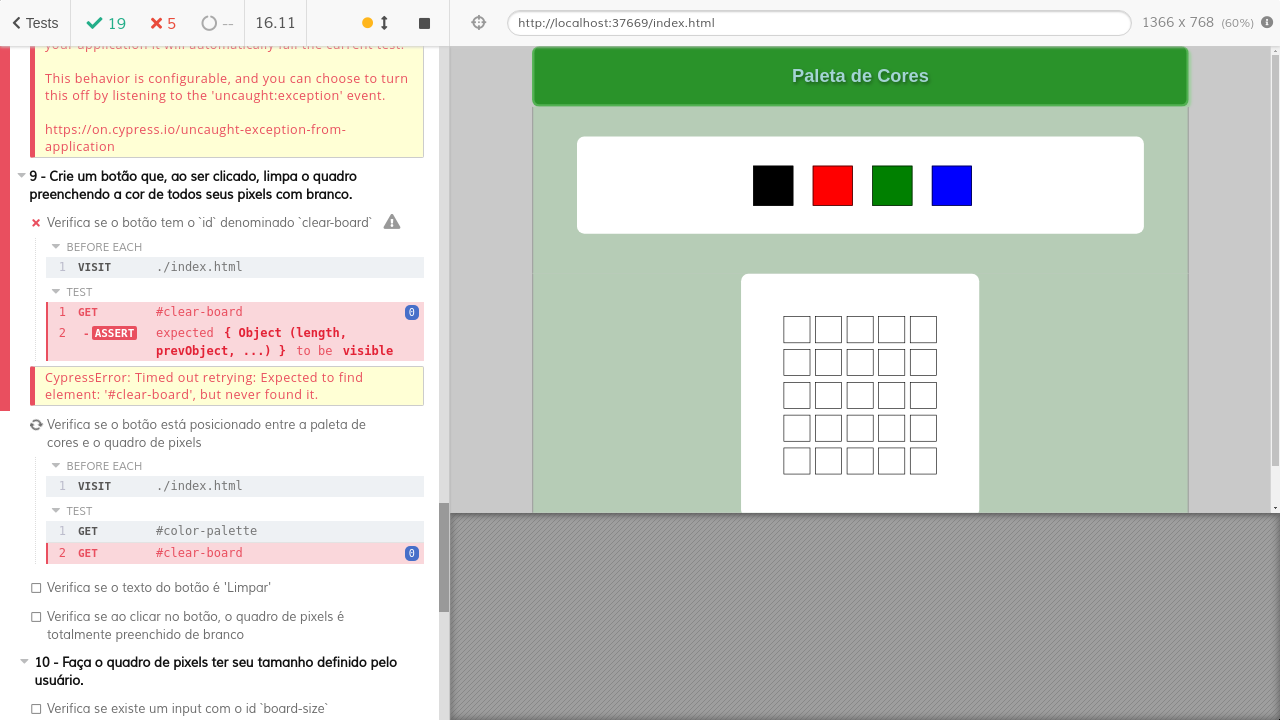 Tests
19
5
--
16.11
http://localhost:37669/index.html
1366 x 768 (60%)
your application it will automatically fail the current test.
This behavior is configurable, and you can choose to turn
this off by listening to the 'uncaught:exception' event.
https://on.cypress.io/uncaught-exception-from-
application
9 - Crie um botão que, ao ser clicado, limpa o quadro
preenchendo a cor de todos seus pixels com branco.
Verifica se o botão tem o `id` denominado `clear-board`
BEFORE EACH
1 VISIT ./index.html
TEST
1 GET #clear-board 0
2 -ASSERT expected { Object (length,
prevObject, ...) } to be visible
CypressError: Timed out retrying: Expected to find
element: '#clear-board', but never found it.
Verifica se o botão está posicionado entre a paleta de
cores e o quadro de pixels
BEFORE EACH
1 VISIT ./index.html
TEST
1 GET #color-palette
2 GET #clear-board 0
Verifica se o texto do botão é 'Limpar'
Verifica se ao clicar no botão, o quadro de pixels é
totalmente preenchido de branco
10 - Faça o quadro de pixels ter seu tamanho definido pelo
usuário.
Verifica se existe um input com o id `board-size`
Paleta de Cores